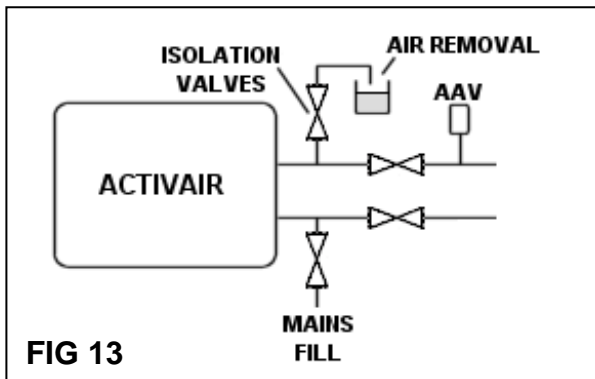 ISOLATION
VALVES
AIR REMOVAL
AAV
ACTIVAIR
MAINS
FILL
FIG 13